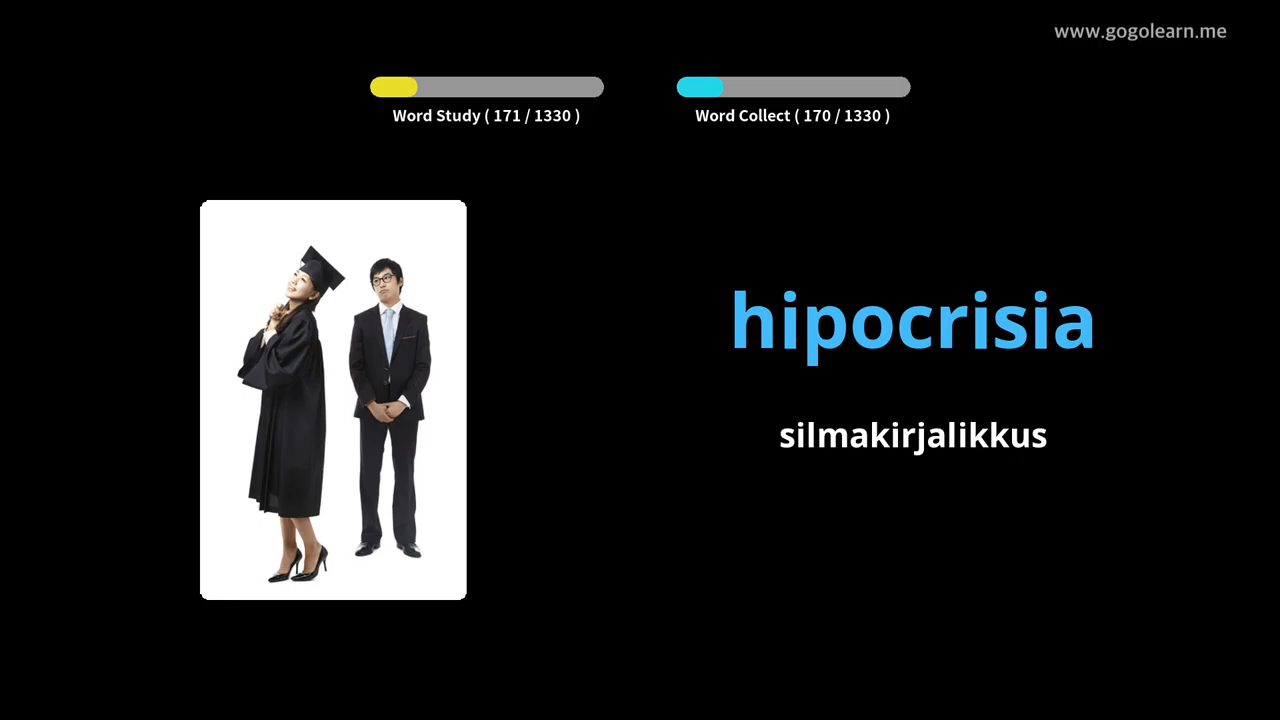 www.gogolearn.me
Word Study ( 171 / 1330 )
Word Collect ( 170 / 1330 )
hipocrisia
silmakirjalikkus